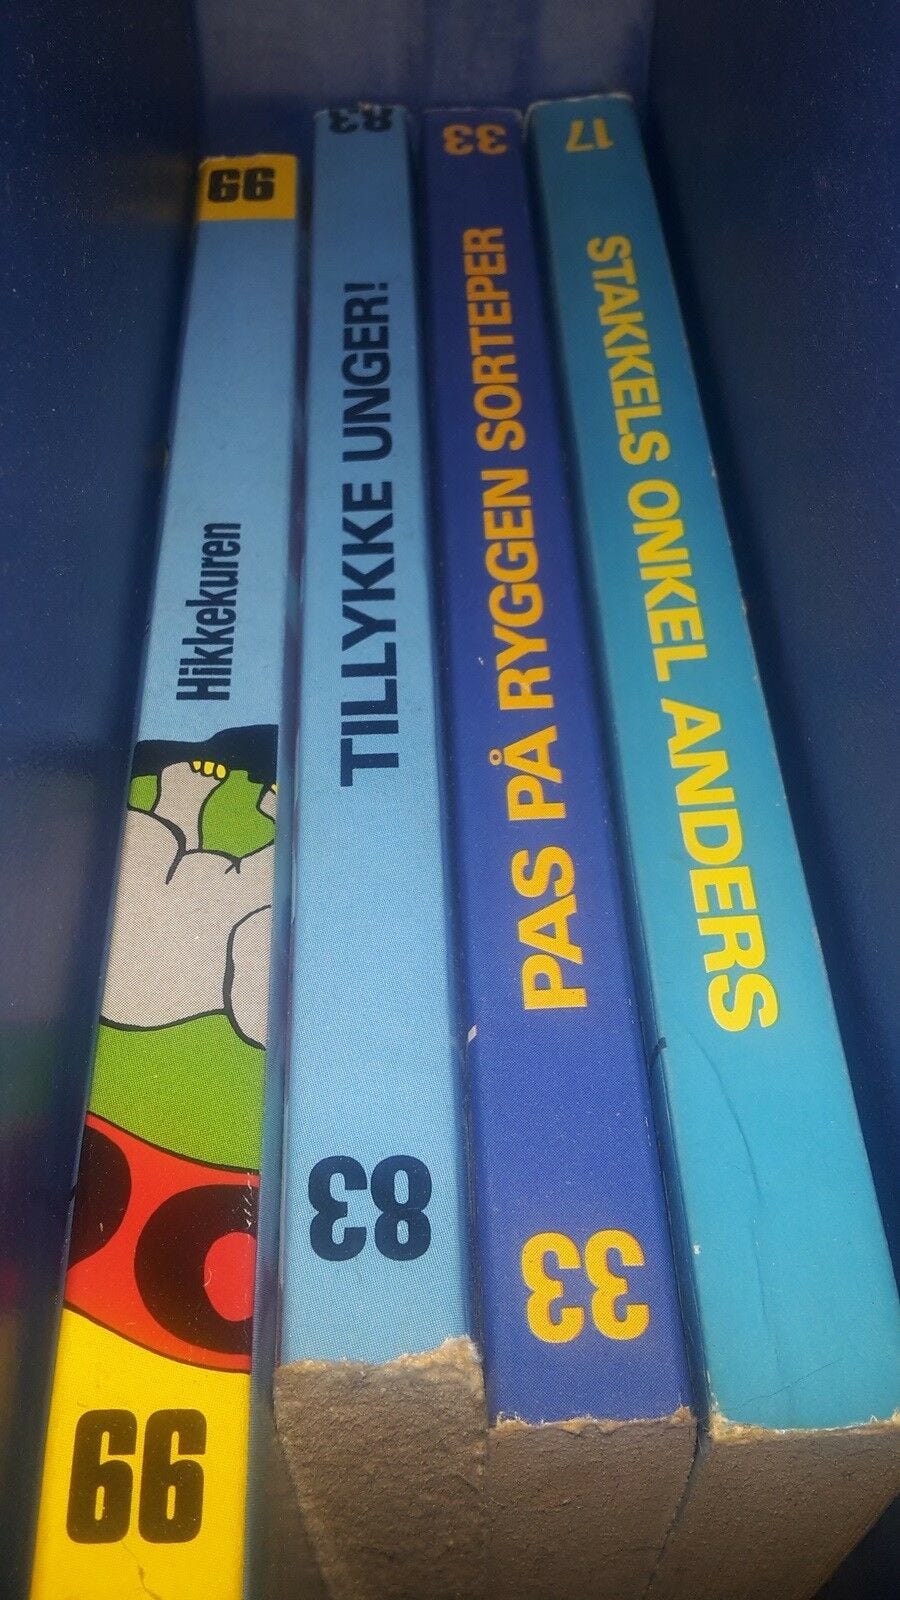 99
Hikkekuren
99
83
TILLYKKE UNGER!
83
33
PAS PÅ RYGGEN SORTEPER
33
17
STAKKELS ONKEL ANDERS